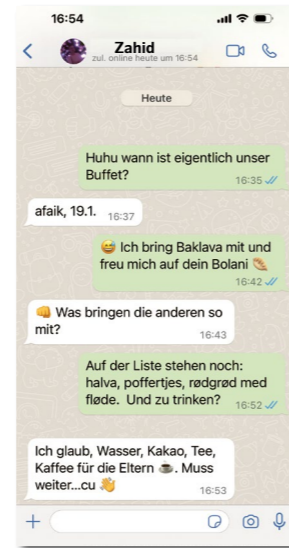 16:54
Zahid
zul. online heute um 16:54
Heute
Huhu wann ist eigentlich unser
Buffet?
16:35
afaik, 19.1. 16:37
😅 Ich bring Baklava mit und
freu mich auf dein Bolani 🫓
16:42
👊 Was bringen die anderen so
mit?
16:43
Auf der Liste stehen noch:
halva, poffertjes, rødgrød med
fløde. Und zu trinken? 16:52
Ich glaub, Wasser, Kakao, Tee,
Kaffee für die Eltern ☕. Muss
weiter...cu 👋
16:53